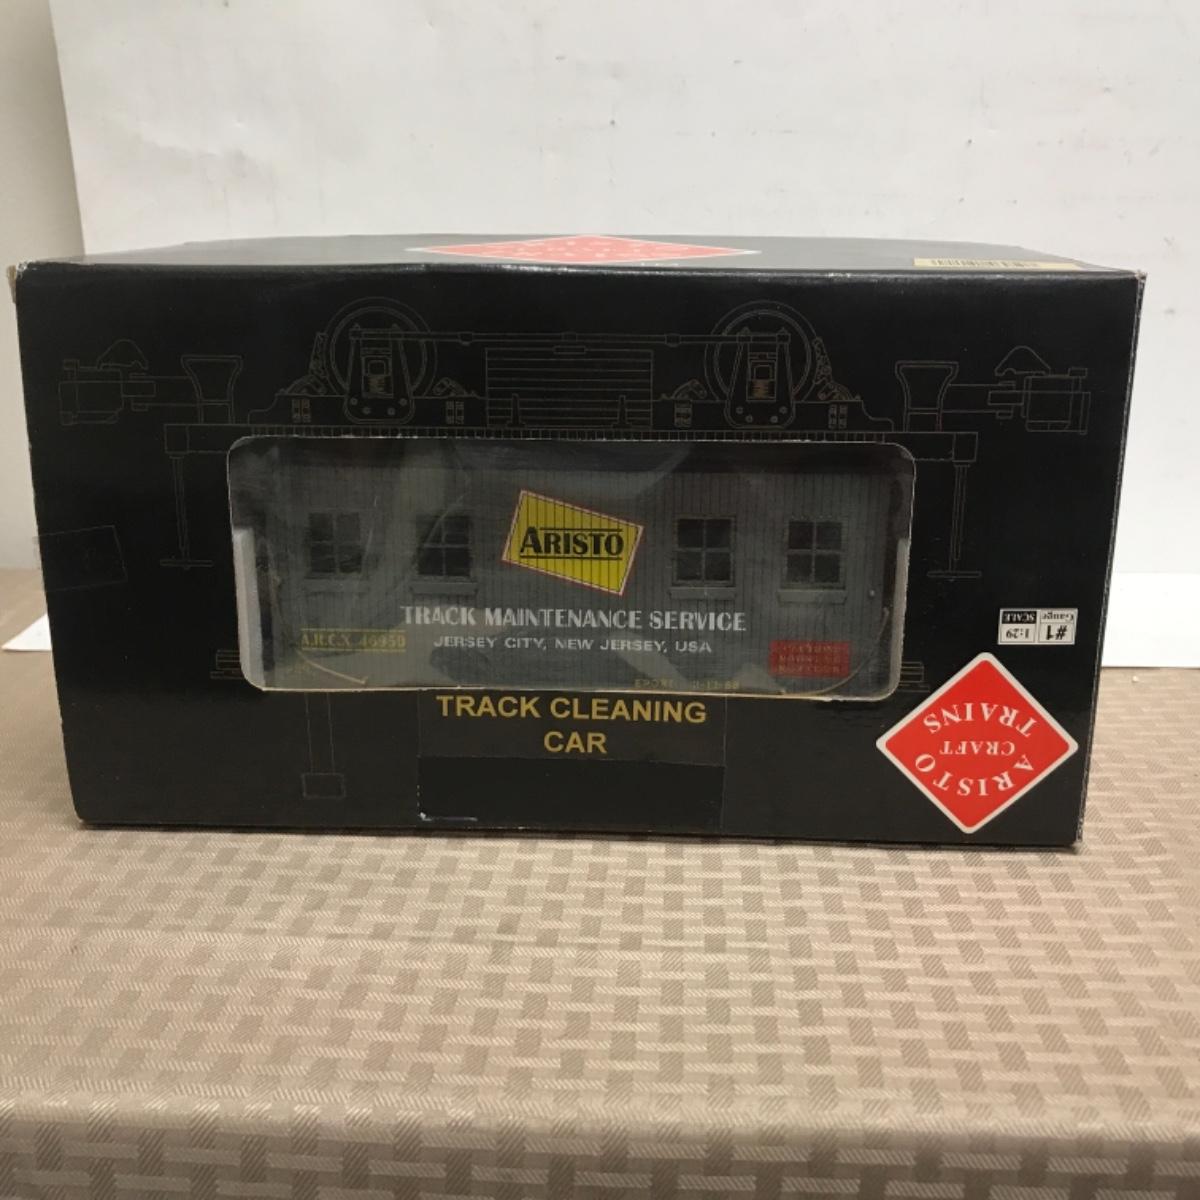 ARISTO
TRACK MAINTENANCE SERVICE
JERSEY CITY, NEW JERSEY, USA
TRACK CLEANING
CAR
#1
Gauge
1:29
SCALE
ARISTO
CRAFT
TRAINS